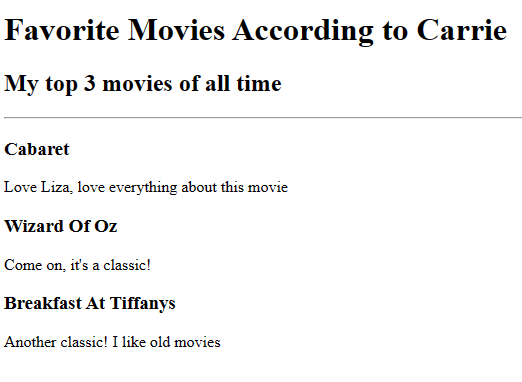 Favorite Movies According to Carrie
My top 3 movies of all time
Cabaret
Love Liza, love everything about this movie
Wizard Of Oz
Come on, it's a classic!
Breakfast At Tiffanys
Another classic! I like old movies